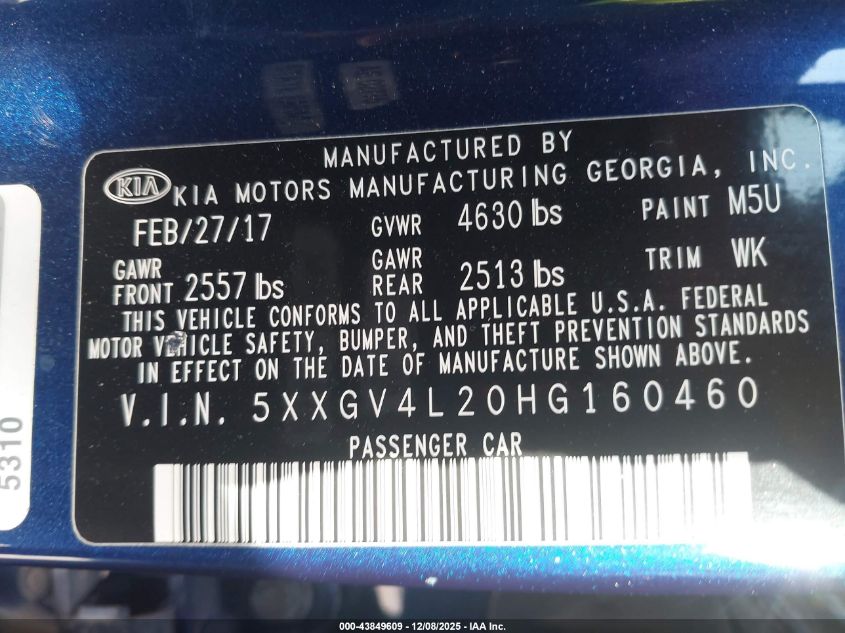 MANUFACTURED BY
KIA KIA MOTORS MANUFACTURING GEORGIA, INC.
FEB/27/17 GVWR 4630 lbs PAINT M5U
GAWR FRONT 2557 lbs GAWR REAR 2513 lbs TRIM WK
THIS VEHICLE CONFORMS TO ALL APPLICABLE U.S.A. FEDERAL
MOTOR VEHICLE SAFETY, BUMPER, AND THEFT PREVENTION STANDARDS
IN EFFECT ON THE DATE OF MANUFACTURE SHOWN ABOVE.
V.I.N. 5XXGV4L20HG160460
PASSENGER CAR
5310
000-43849609 - 12/08/2025 - IAA Inc.